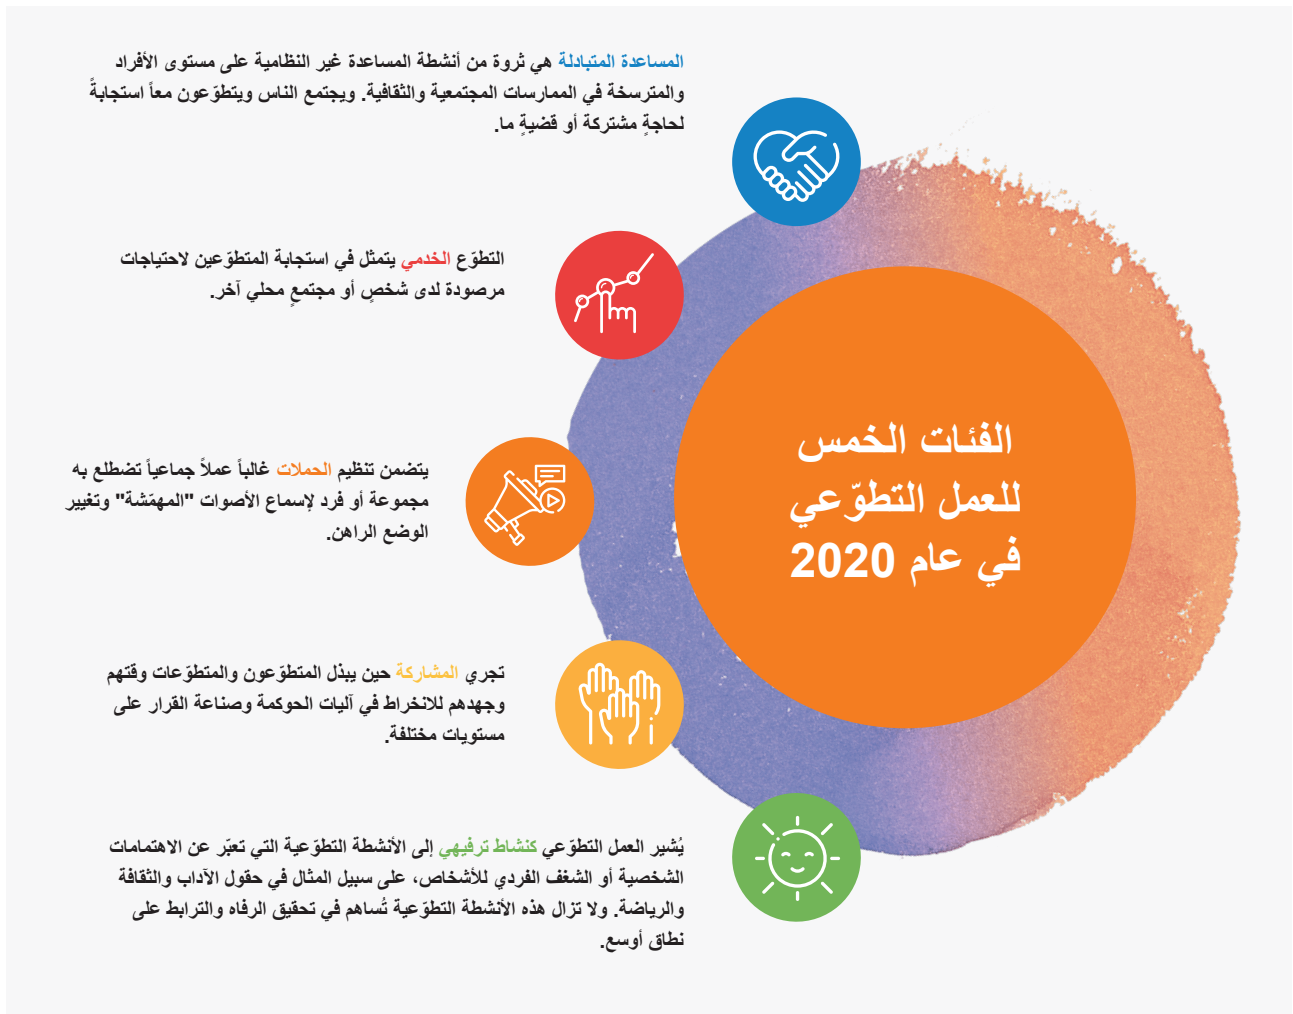 المساعدة المتبادلة هي ثروة من أنشطة المساعدة غير النظامية على مستوى الأفراد
والمترسخة في الممارسات المجتمعية والثقافية. ويجتمع الناس ويتطوّعون معاً استجابةً
لحاجةٍ مشتركة أو قضيةٍ ما.
التطوّع الخدمي يتمثل في استجابة المتطوّعين لاحتياجات
مرصودة لدى شخصٍ أو مجتمعٍ محلي آخر.
الفئات الخمس
للعمل التطوّعي
في عام 2020
يتضمن تنظيم الحملات غالباً عملاً جماعياً تضطلع به
مجموعة أو فرد لإسماع الأصوات "المهمّشة" وتغيير
الوضع الراهن.
تجري المشاركة حين يبذل المتطوّعون والمتطوّعات وقتهم
وجهدهم للانخراط في آليات الحوكمة وصناعة القرار على
مستويات مختلفة.
يُشير العمل التطوّعي كنشاط ترفيهي إلى الأنشطة التطوّعية التي تعبّر عن الاهتمامات
الشخصية أو الشغف الفردي للأشخاص، على سبيل المثال في حقول الآداب والثقافة
والرياضة. ولا تزال هذه الأنشطة التطوّعية تُساهم في تحقيق الرفاه والترابط على
نطاق أوسع.